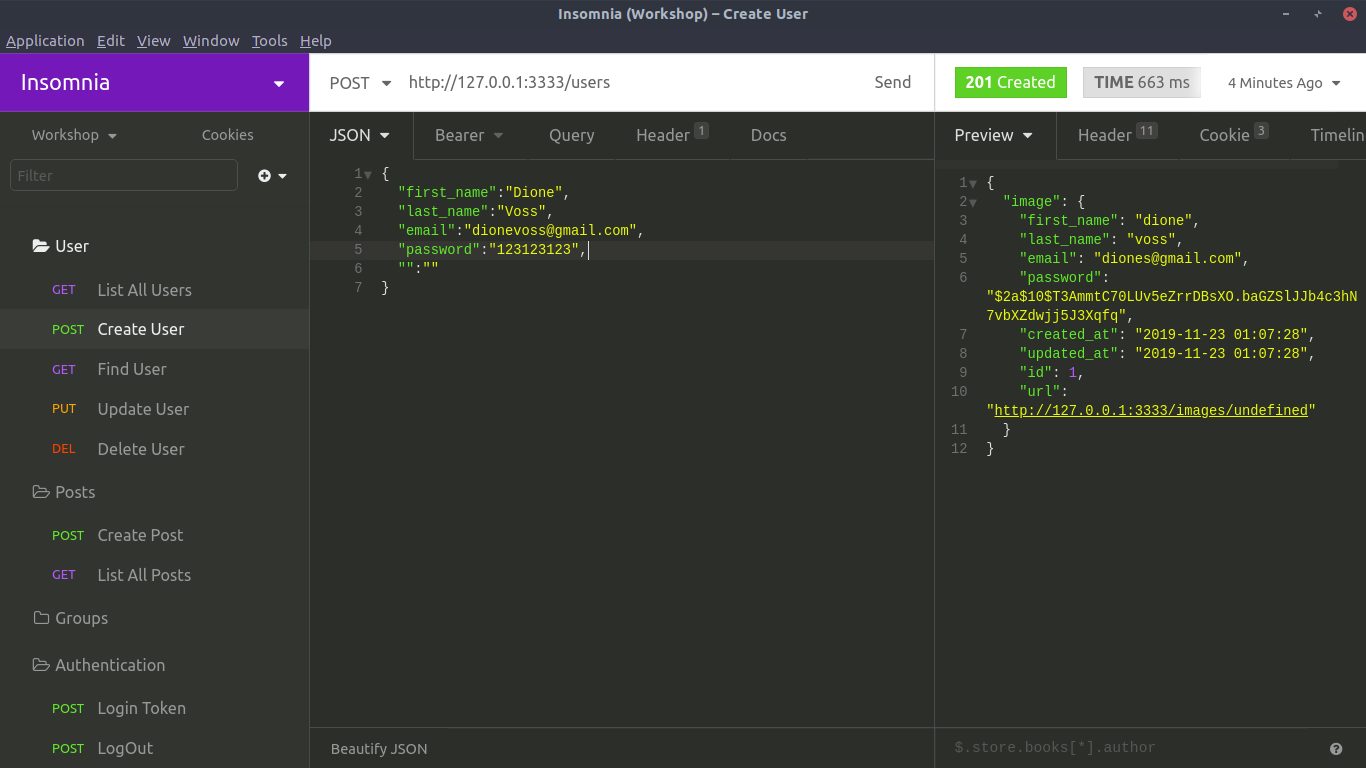 Insomnia (Workshop) – Create User
Application Edit View Window Tools Help
Insomnia
POST http://127.0.0.1:3333/users Send
201 Created TIME 663 ms 4 Minutes Ago
Workshop Cookies
Filter
User
GET List All Users
POST Create User
GET Find User
PUT Update User
DEL Delete User
Posts
POST Create Post
GET List All Posts
Groups
Authentication
POST Login Token
POST LogOut
JSON Bearer Query Header 1 Docs
1 {
2 "first_name":"Dione",
3 "last_name":"Voss",
4 "email":"dionevoss@gmail.com",
5 "password":"123123123",
6 "":""
7 }
Beautify JSON
Preview Header 11 Cookie 3 Timelin
1 {
2 "image": {
3 "first_name": "dione",
4 "last_name": "voss",
5 "email": "diones@gmail.com",
6 "password":
"$2a$10$T3AmmtC70LUv5eZrrDBsXO.baGZSlJJb4c3hN
7vbXZdwjj5J3Xqfq",
7 "created_at": "2019-11-23 01:07:28",
8 "updated_at": "2019-11-23 01:07:28",
9 "id": 1,
10 "url":
"http://127.0.0.1:3333/images/undefined"
11 }
12 }
$.store.books[*].author